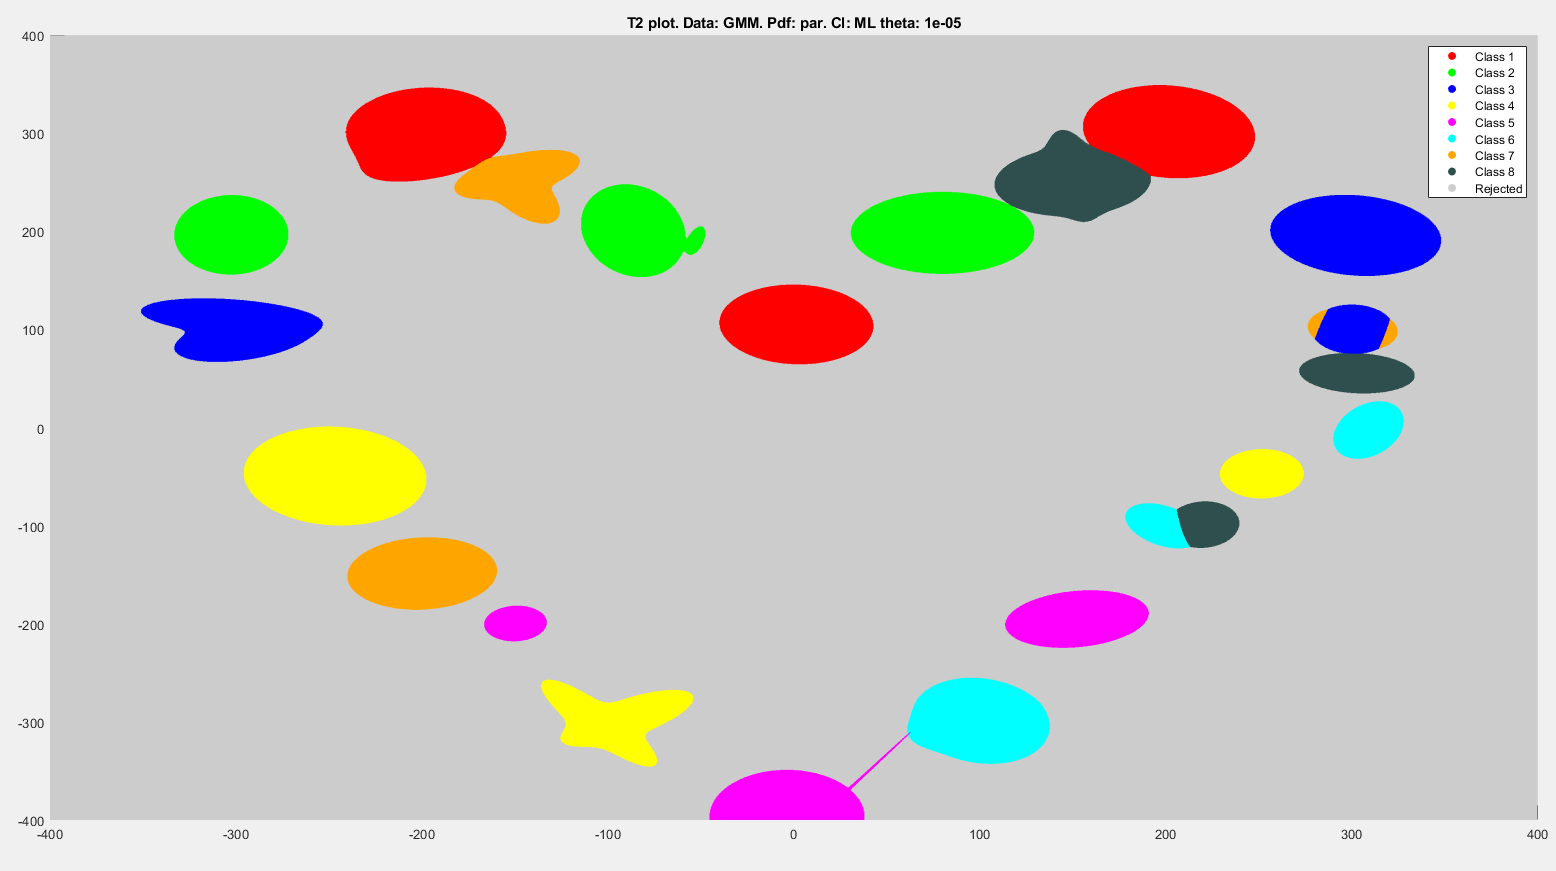 T2 plot. Data: GMM. Pdf: par. Cl: ML theta: 1e-05
400
300
200
100
0
-100
-200
-300
-400
-400 -300 -200 -100 0 100 200 300 400
Class 1
Class 2
Class 3
Class 4
Class 5
Class 6
Class 7
Class 8
Rejected